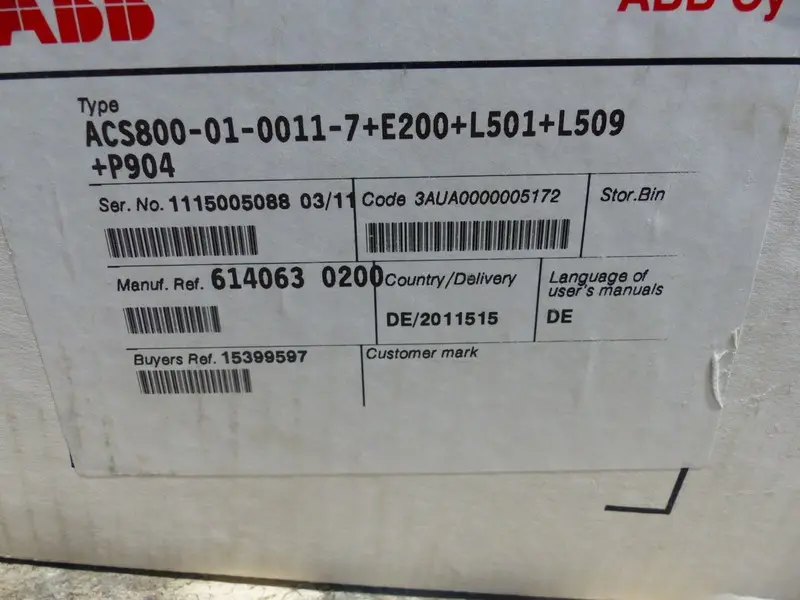 ABB
ABB Oy
Type
ACS800-01-0011-7+E200+L501+L509
+P904
Ser. No. 1115005088 03/11
Code 3AUA0000005172
Stor.Bin
Manuf. Ref. 614063 0200
Country/Delivery
DE/2011515
Language of
user's manuals
DE
Buyers Ref. 15399597
Customer mark